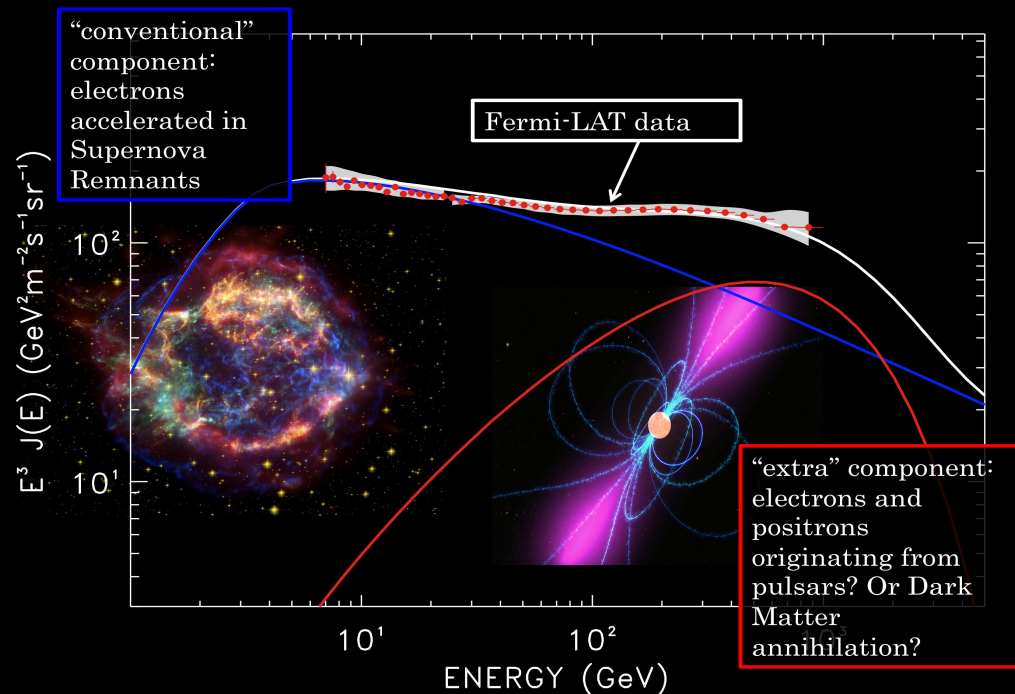 “conventional”
component:
electrons
accelerated in
Supernova
Remnants
Fermi-LAT data
E³ J(E) (GeV²m⁻²s⁻¹sr⁻¹)
10²
10¹
“extra” component:
electrons and
positrons
originating from
pulsars? Or Dark
Matter
annihilation?
10¹
10²
10³
ENERGY (GeV)